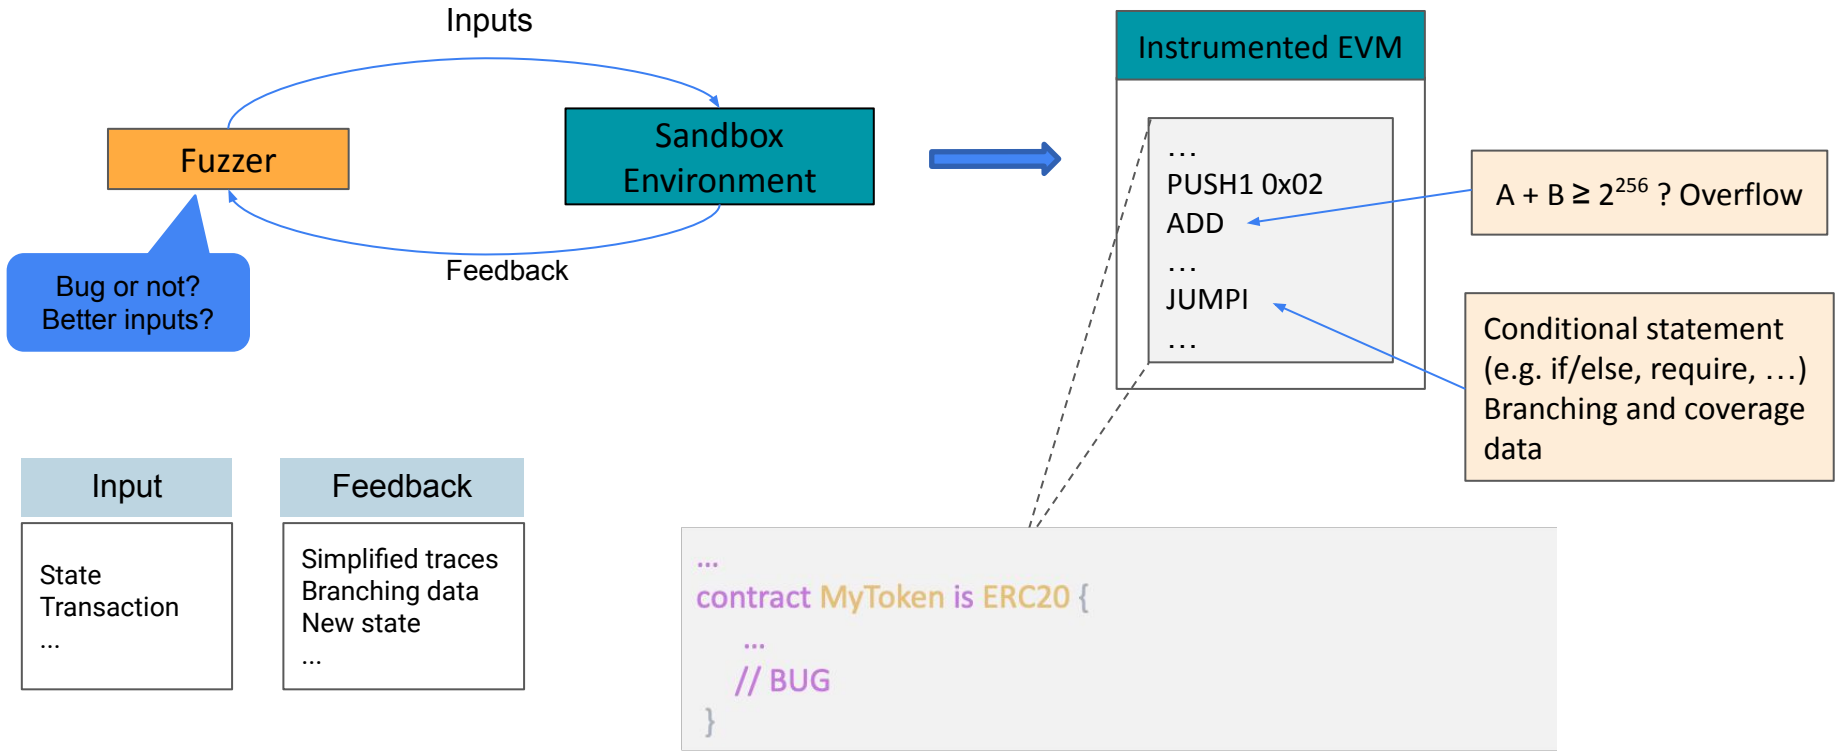 Inputs
Fuzzer
Sandbox
Environment
Feedback
Bug or not?
Better inputs?
Instrumented EVM
...
PUSH1 0x02
ADD
...
JUMPI
...
A + B ≥ 2²⁵⁶ ? Overflow
Conditional statement
(e.g. if/else, require, ...)
Branching and coverage
data
Input
State
Transaction
...
Feedback
Simplified traces
Branching data
New state
...
...
contract MyToken is ERC20 {
...
// BUG
}